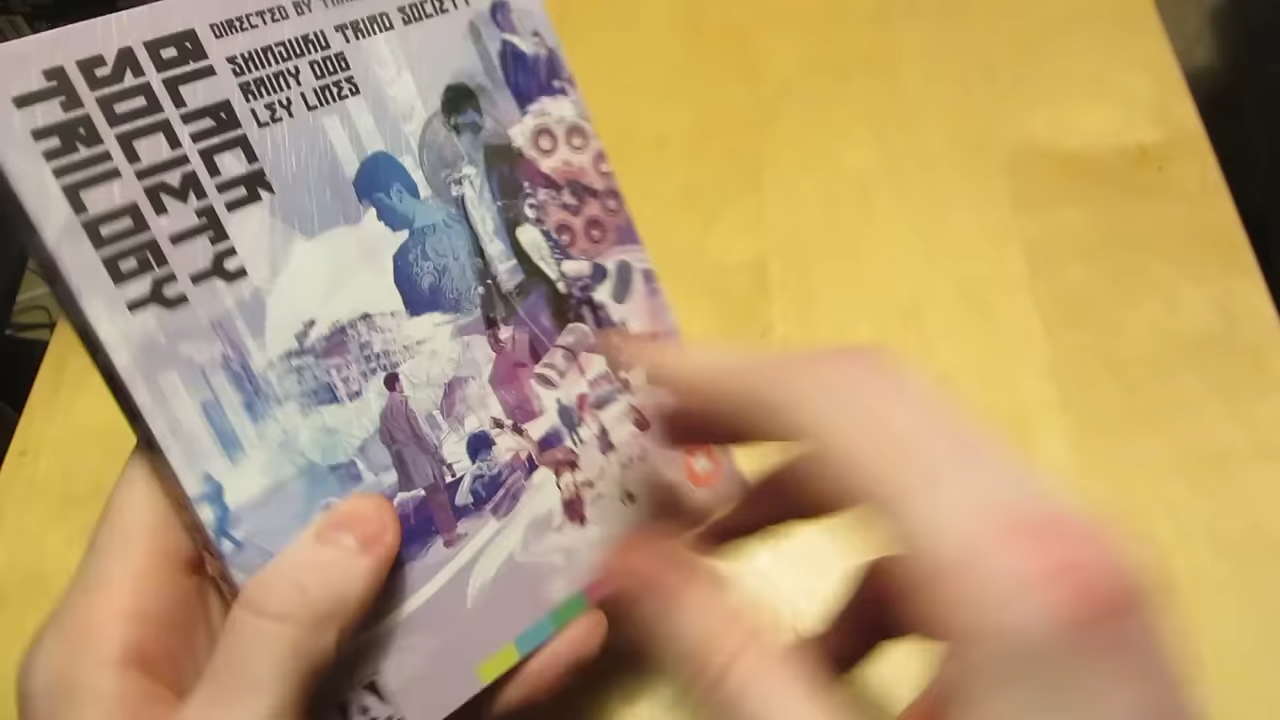 DIRECTED BY
SHINJUKU TRIAD SOCIETY
RAINY DOG
LEY LINES
BLACK
SOCIETY
TRILOGY